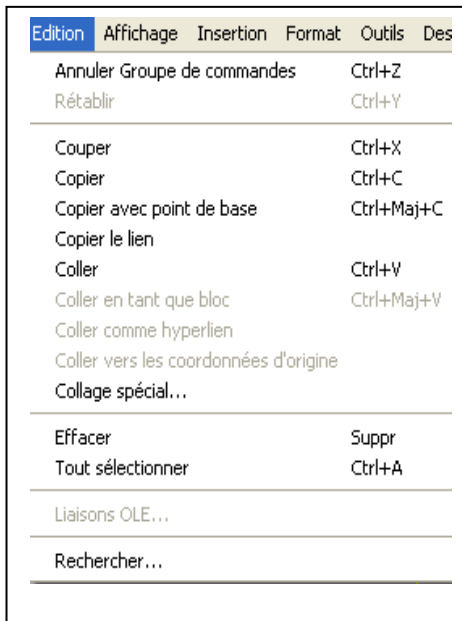 Edition Affichage Insertion Format Outils Des
Annuler Groupe de commandes Ctrl+Z
Rétablir Ctrl+Y
Couper Ctrl+X
Copier Ctrl+C
Copier avec point de base Ctrl+Maj+C
Copier le lien
Coller Ctrl+V
Coller en tant que bloc Ctrl+Maj+V
Coller comme hyperlien
Coller vers les coordonnées d'origine
Collage spécial...
Effacer Suppr
Tout sélectionner Ctrl+A
Liaisons OLE...
Rechercher...